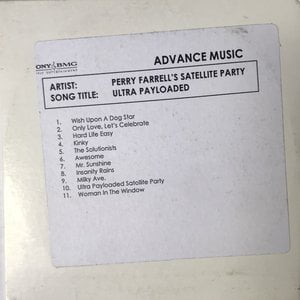 ONY BMG
ADVANCE MUSIC
ARTIST: PERRY FARRELL'S SATELLITE PARTY
SONG TITLE: ULTRA PAYLOADED
1. Wish Upon A Dog Star
2. Only Love, Let's Celebrate
3. Hard Life Easy
4. Kinky
5. The Solutionists
6. Awesome
7. Mr. Sunshine
8. Insanity Rains
9. Milky Ave.
10. Ultra Payloaded Satellite Party
11. Woman In The Window